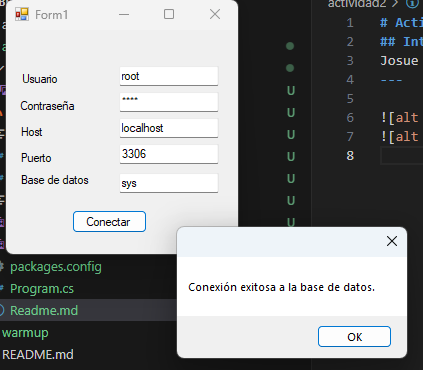 Form1
Usuario
root
Contraseña
****
Host
localhost
Puerto
3306
Base de datos
sys
Conectar
Conexión exitosa a la base de datos.
OK
packages.config
Program.cs
Readme.md
warmup
README.md
U
U
U
U
U
U
U
U
U
U
actividad2 >
1 # Acti
2 ## Int
3 Josue
4 ---
5
6 ![alt
7 ![alt
8